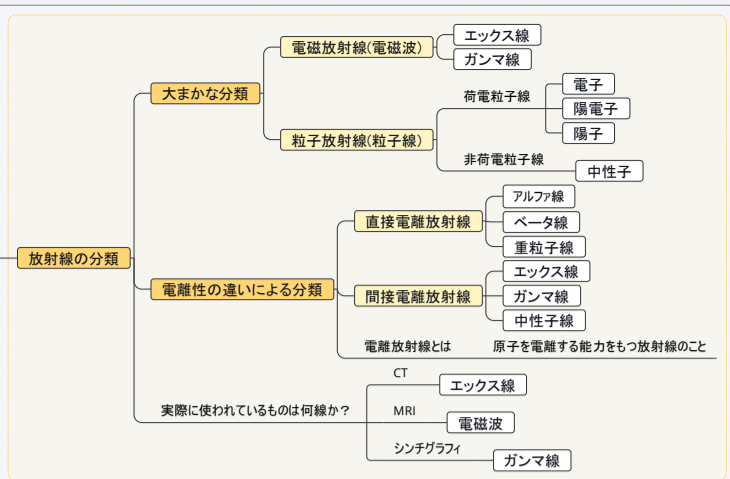 放射線の分類
大まかな分類
電磁放射線(電磁波)
エックス線
ガンマ線
粒子放射線(粒子線)
荷電粒子線
電子
陽電子
陽子
非荷電粒子線
中性子
電離性の違いによる分類
直接電離放射線
アルファ線
ベータ線
重粒子線
間接電離放射線
エックス線
ガンマ線
中性子線
電離放射線とは
原子を電離する能力をもつ放射線のこと
実際に使われているものは何線か？
CT
エックス線
MRI
電磁波
シンチグラフィ
ガンマ線